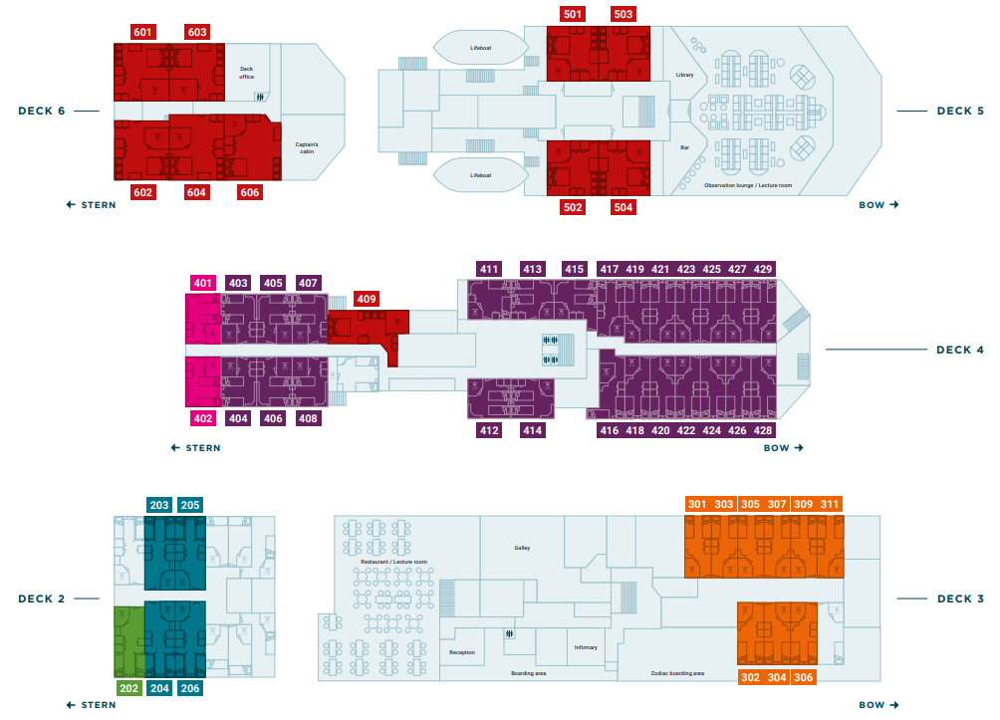 601 603
Deck
office
DECK 6
Captain's
cabin
602 604 606
← STERN
501 503
Lifeboat
Library
DECK 5
Bar
Lifeboat
Observation lounge / Lecture room
502 504
BOW →
411 413 415 417 419 421 423 425 427 429
401 403 405 407
409
DECK 4
402 404 406 408
412 414 416 418 420 422 424 426 428
← STERN
BOW →
203 205
DECK 2
202 204 206
← STERN
301 303 305 307 309 311
Galley
Restaurant / Lecture room
DECK 3
Reception
Infirmary
Boarding area
Zodiac boarding area
302 304 306
BOW →